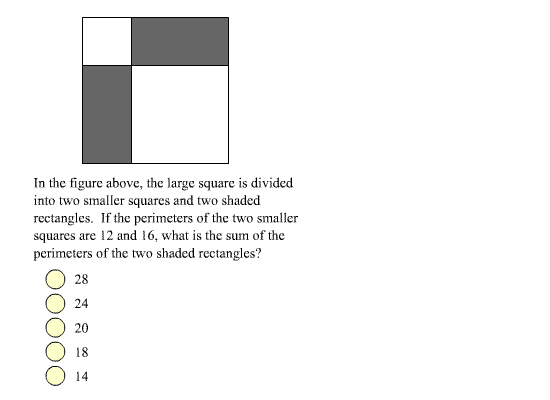 In the figure above, the large square is divided
into two smaller squares and two shaded
rectangles.  If the perimeters of the two smaller
squares are 12 and 16, what is the sum of the
perimeters of the two shaded rectangles?
28
24
20
18
14